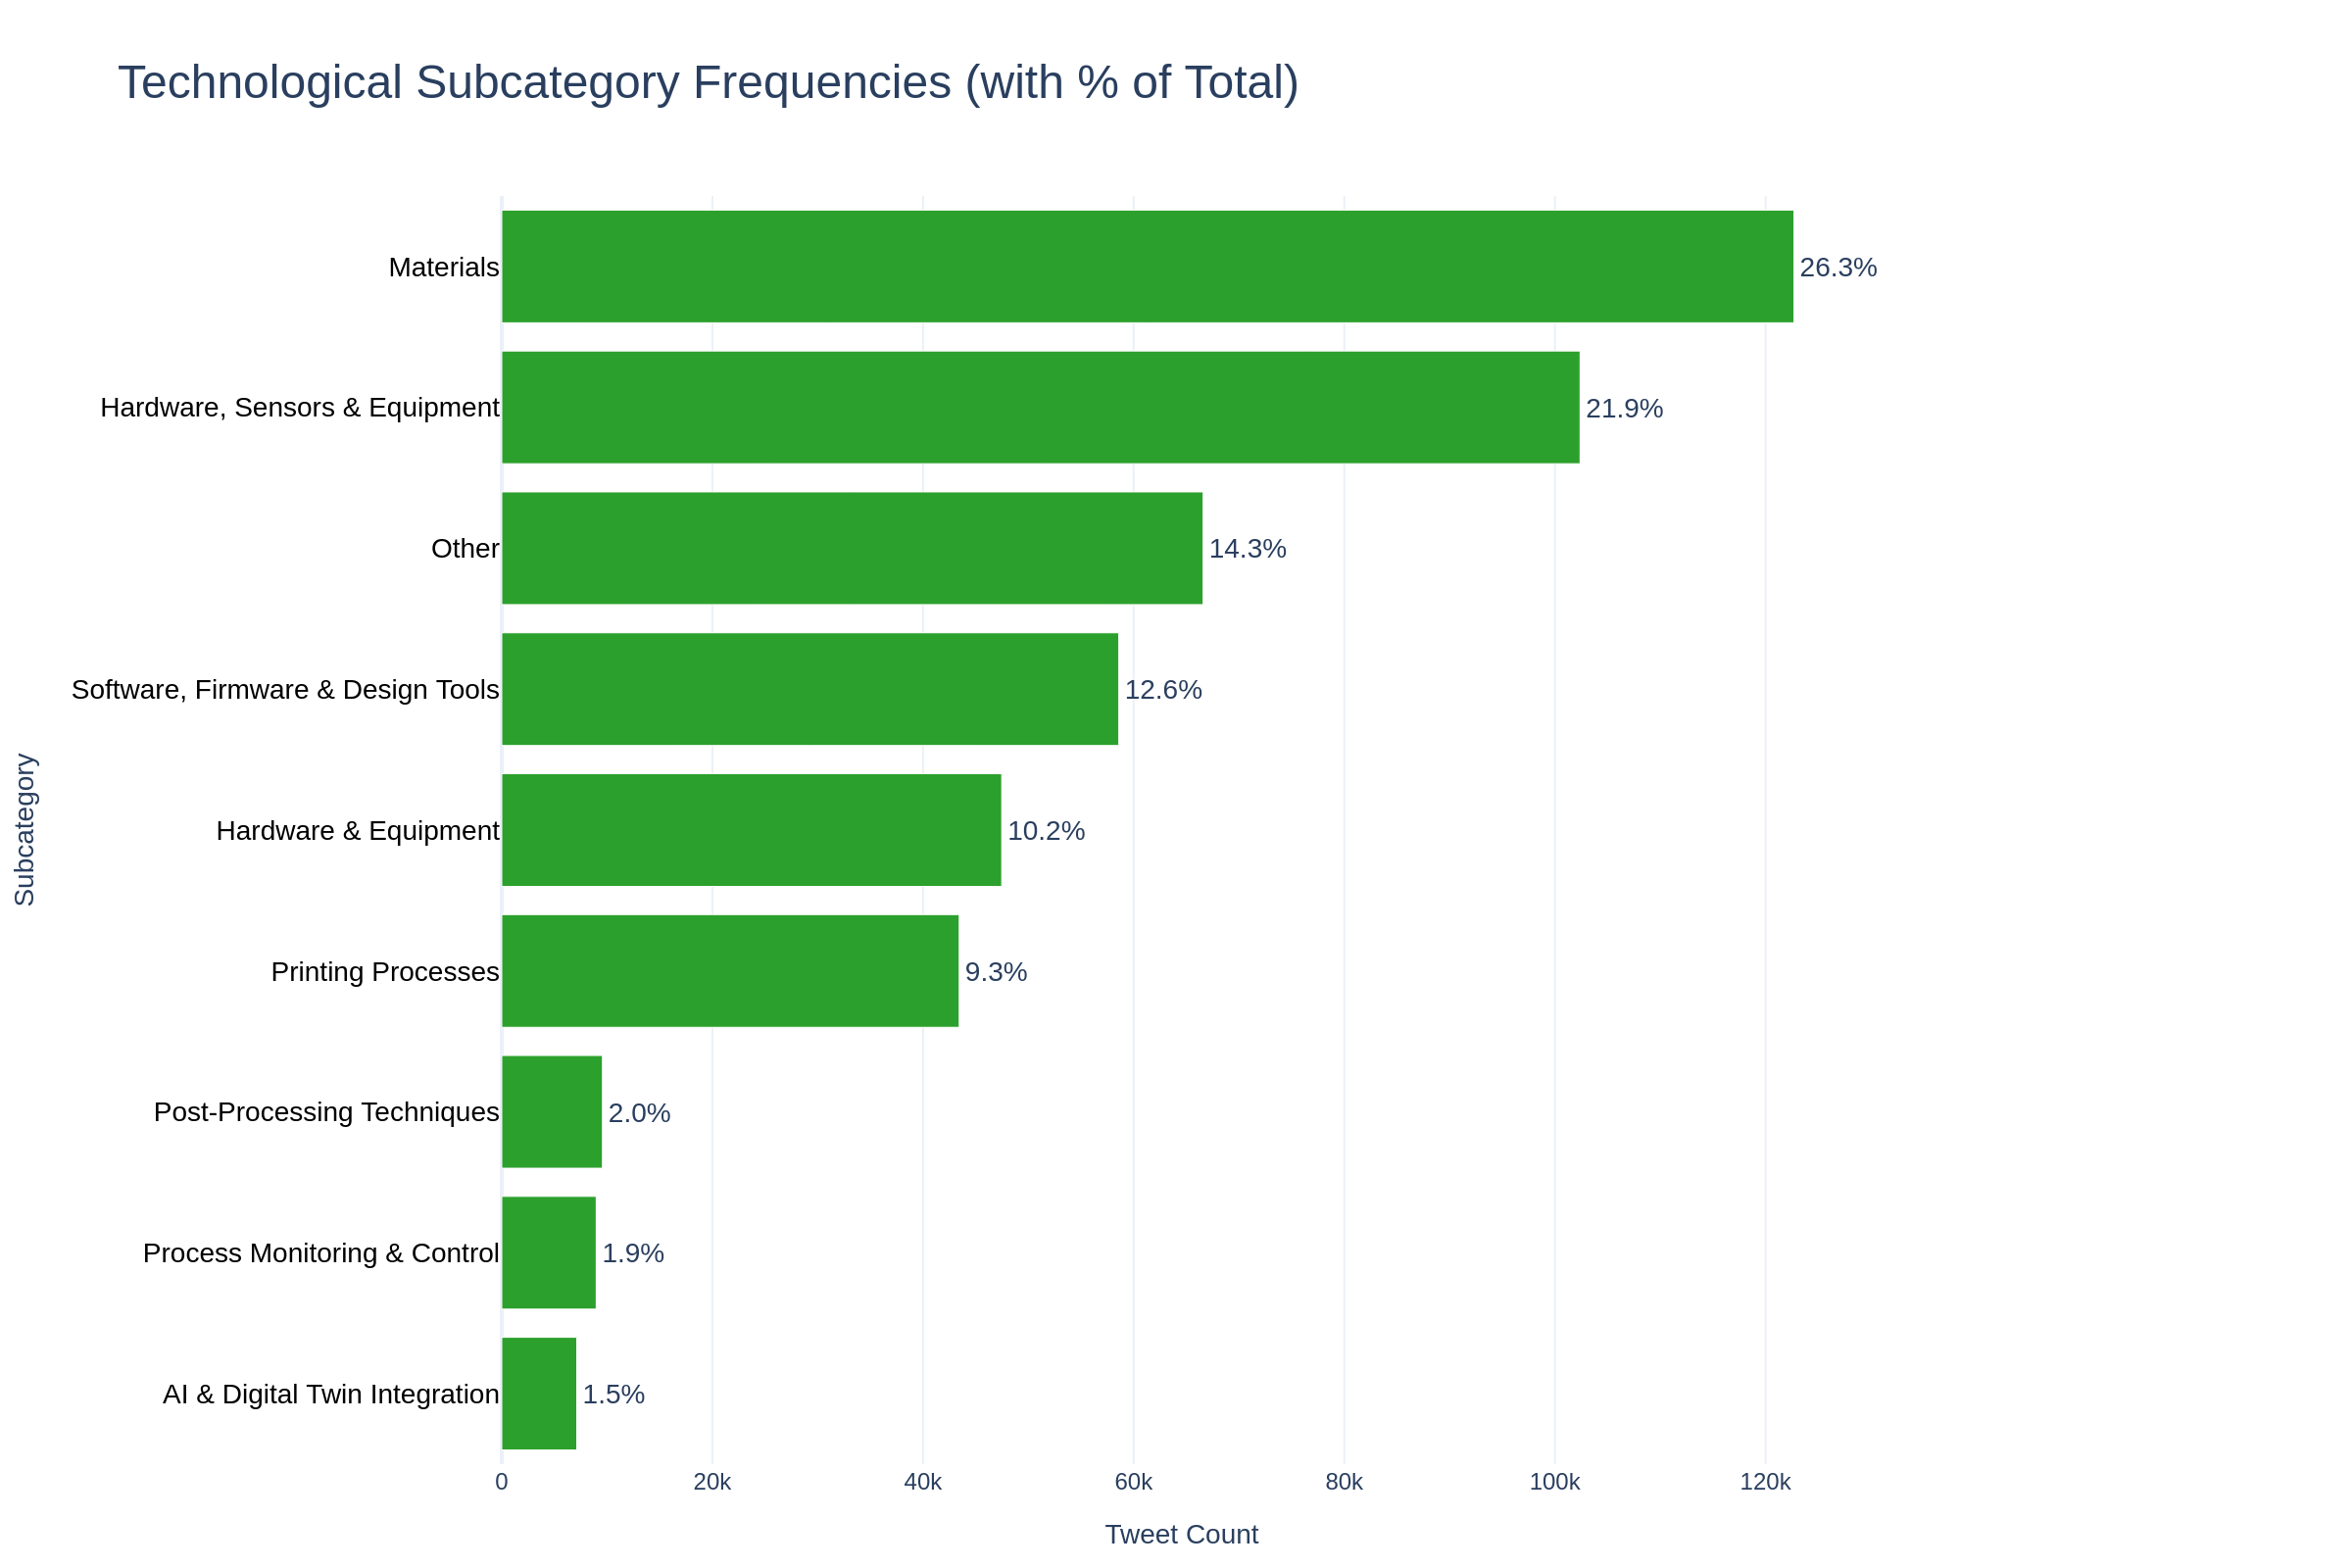 Technological Subcategory Frequencies (with % of Total)
Materials 26.3%
Hardware, Sensors & Equipment 21.9%
Other 14.3%
Software, Firmware & Design Tools 12.6%
Hardware & Equipment 10.2%
Printing Processes 9.3%
Post-Processing Techniques 2.0%
Process Monitoring & Control 1.9%
AI & Digital Twin Integration 1.5%
Subcategory
0 20k 40k 60k 80k 100k 120k
Tweet Count